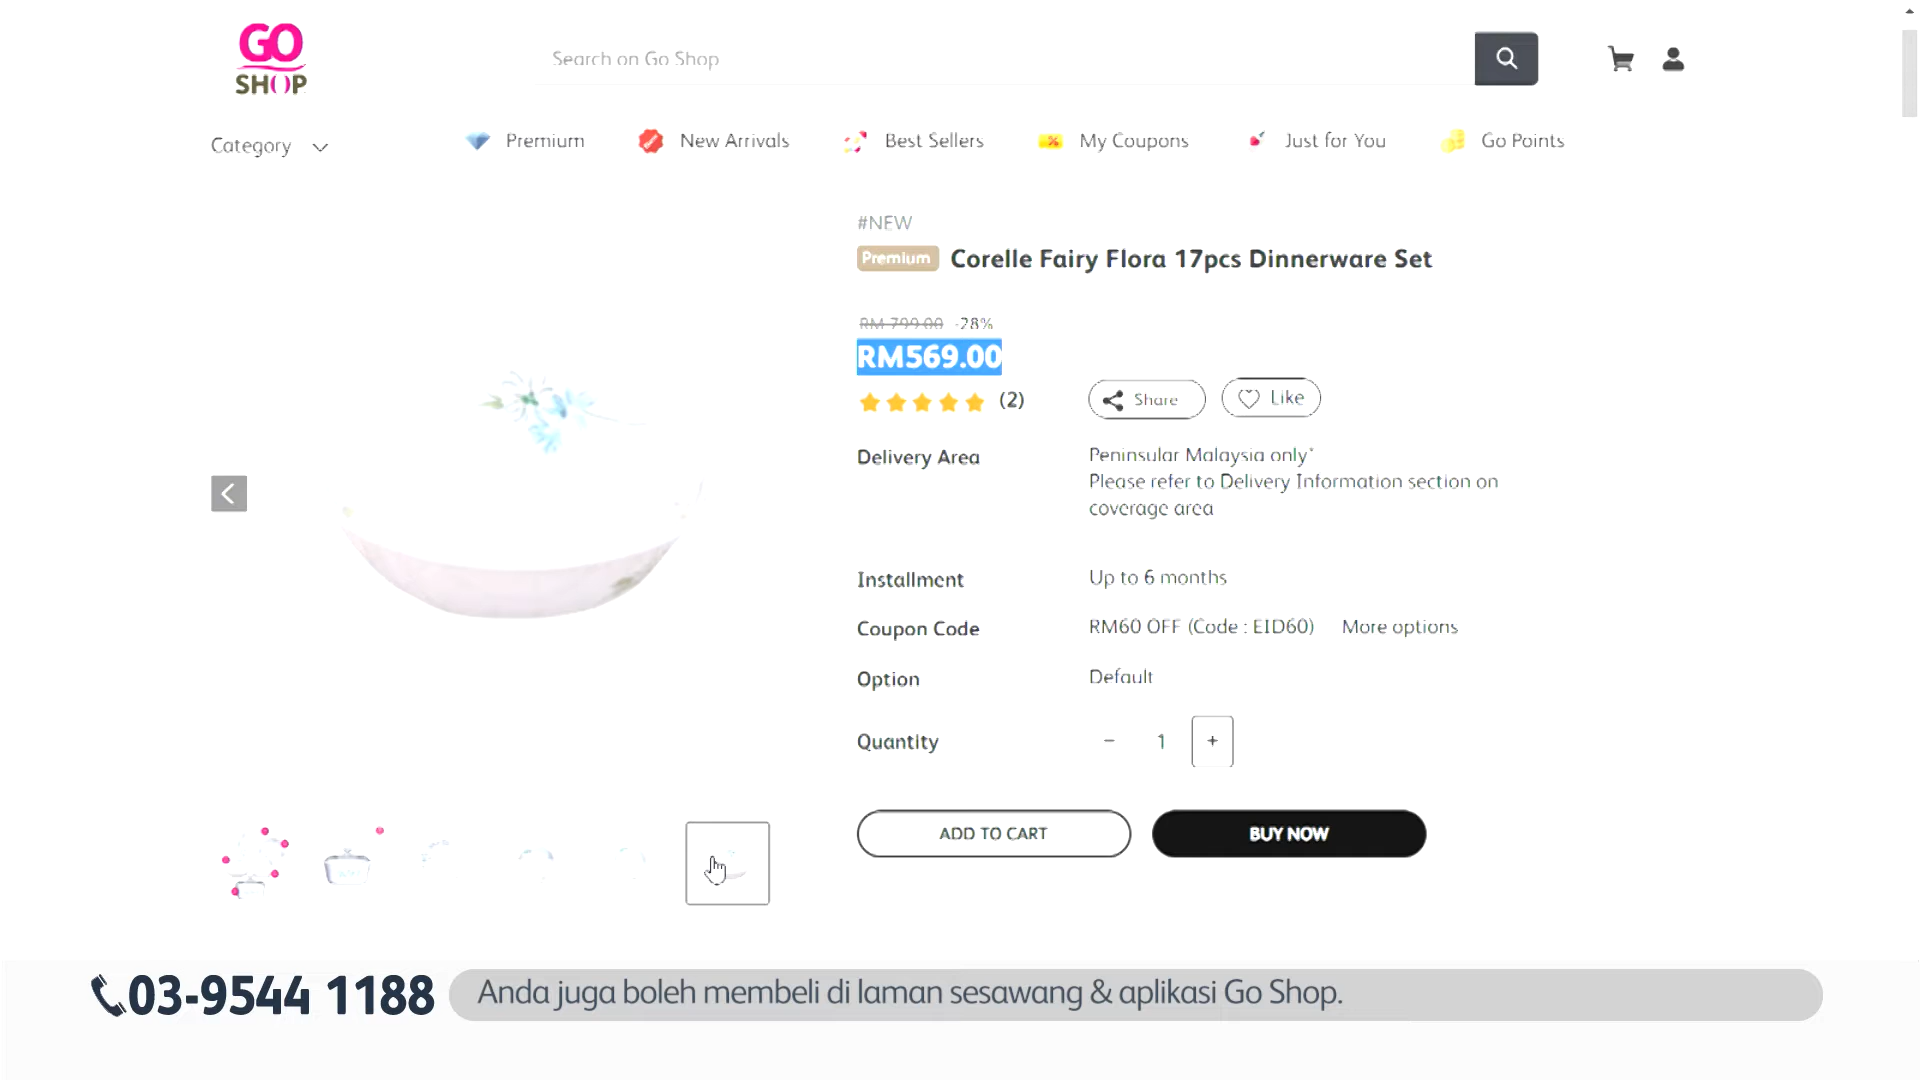 GO
SHOP
Search on Go Shop
Category
Premium
New Arrivals
Best Sellers
My Coupons
Just for You
Go Points
#NEW
Premium Corelle Fairy Flora 17pcs Dinnerware Set
RM 799.00 -28%
RM569.00
(2)
Share
Like
Delivery Area
Peninsular Malaysia only*
Please refer to Delivery Information section on
coverage area
Installment
Up to 6 months
Coupon Code
RM60 OFF (Code : EID60)
More options
Option
Default
Quantity
- 1 +
ADD TO CART
BUY NOW
03-9544 1188
Anda juga boleh membeli di laman sesawang & aplikasi Go Shop.